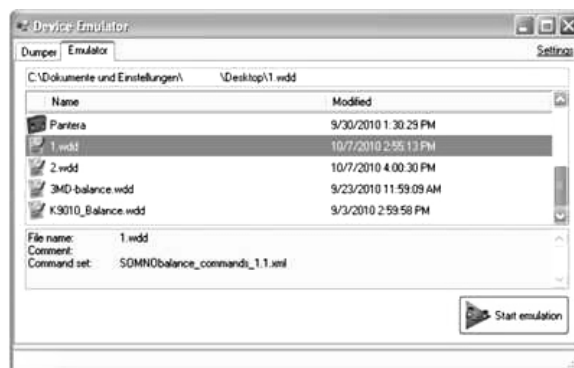 Device Emulator
Dumper Emulator Settings
C:\Dokumente und Einstellungen\ \Desktop\1.wdd
Name Modified
Pantera 9/30/2010 1:30:29 PM
1.wdd 10/7/2010 2:55:13 PM
2.wdd 10/7/2010 4:00:30 PM
3MD-balance.wdd 9/23/2010 11:59:09 AM
K9010_Balance.wdd 9/3/2010 2:59:58 PM
File name: 1.wdd
Comment:
Command set: SOMNObalance_commands_1.1.xml
Start emulation